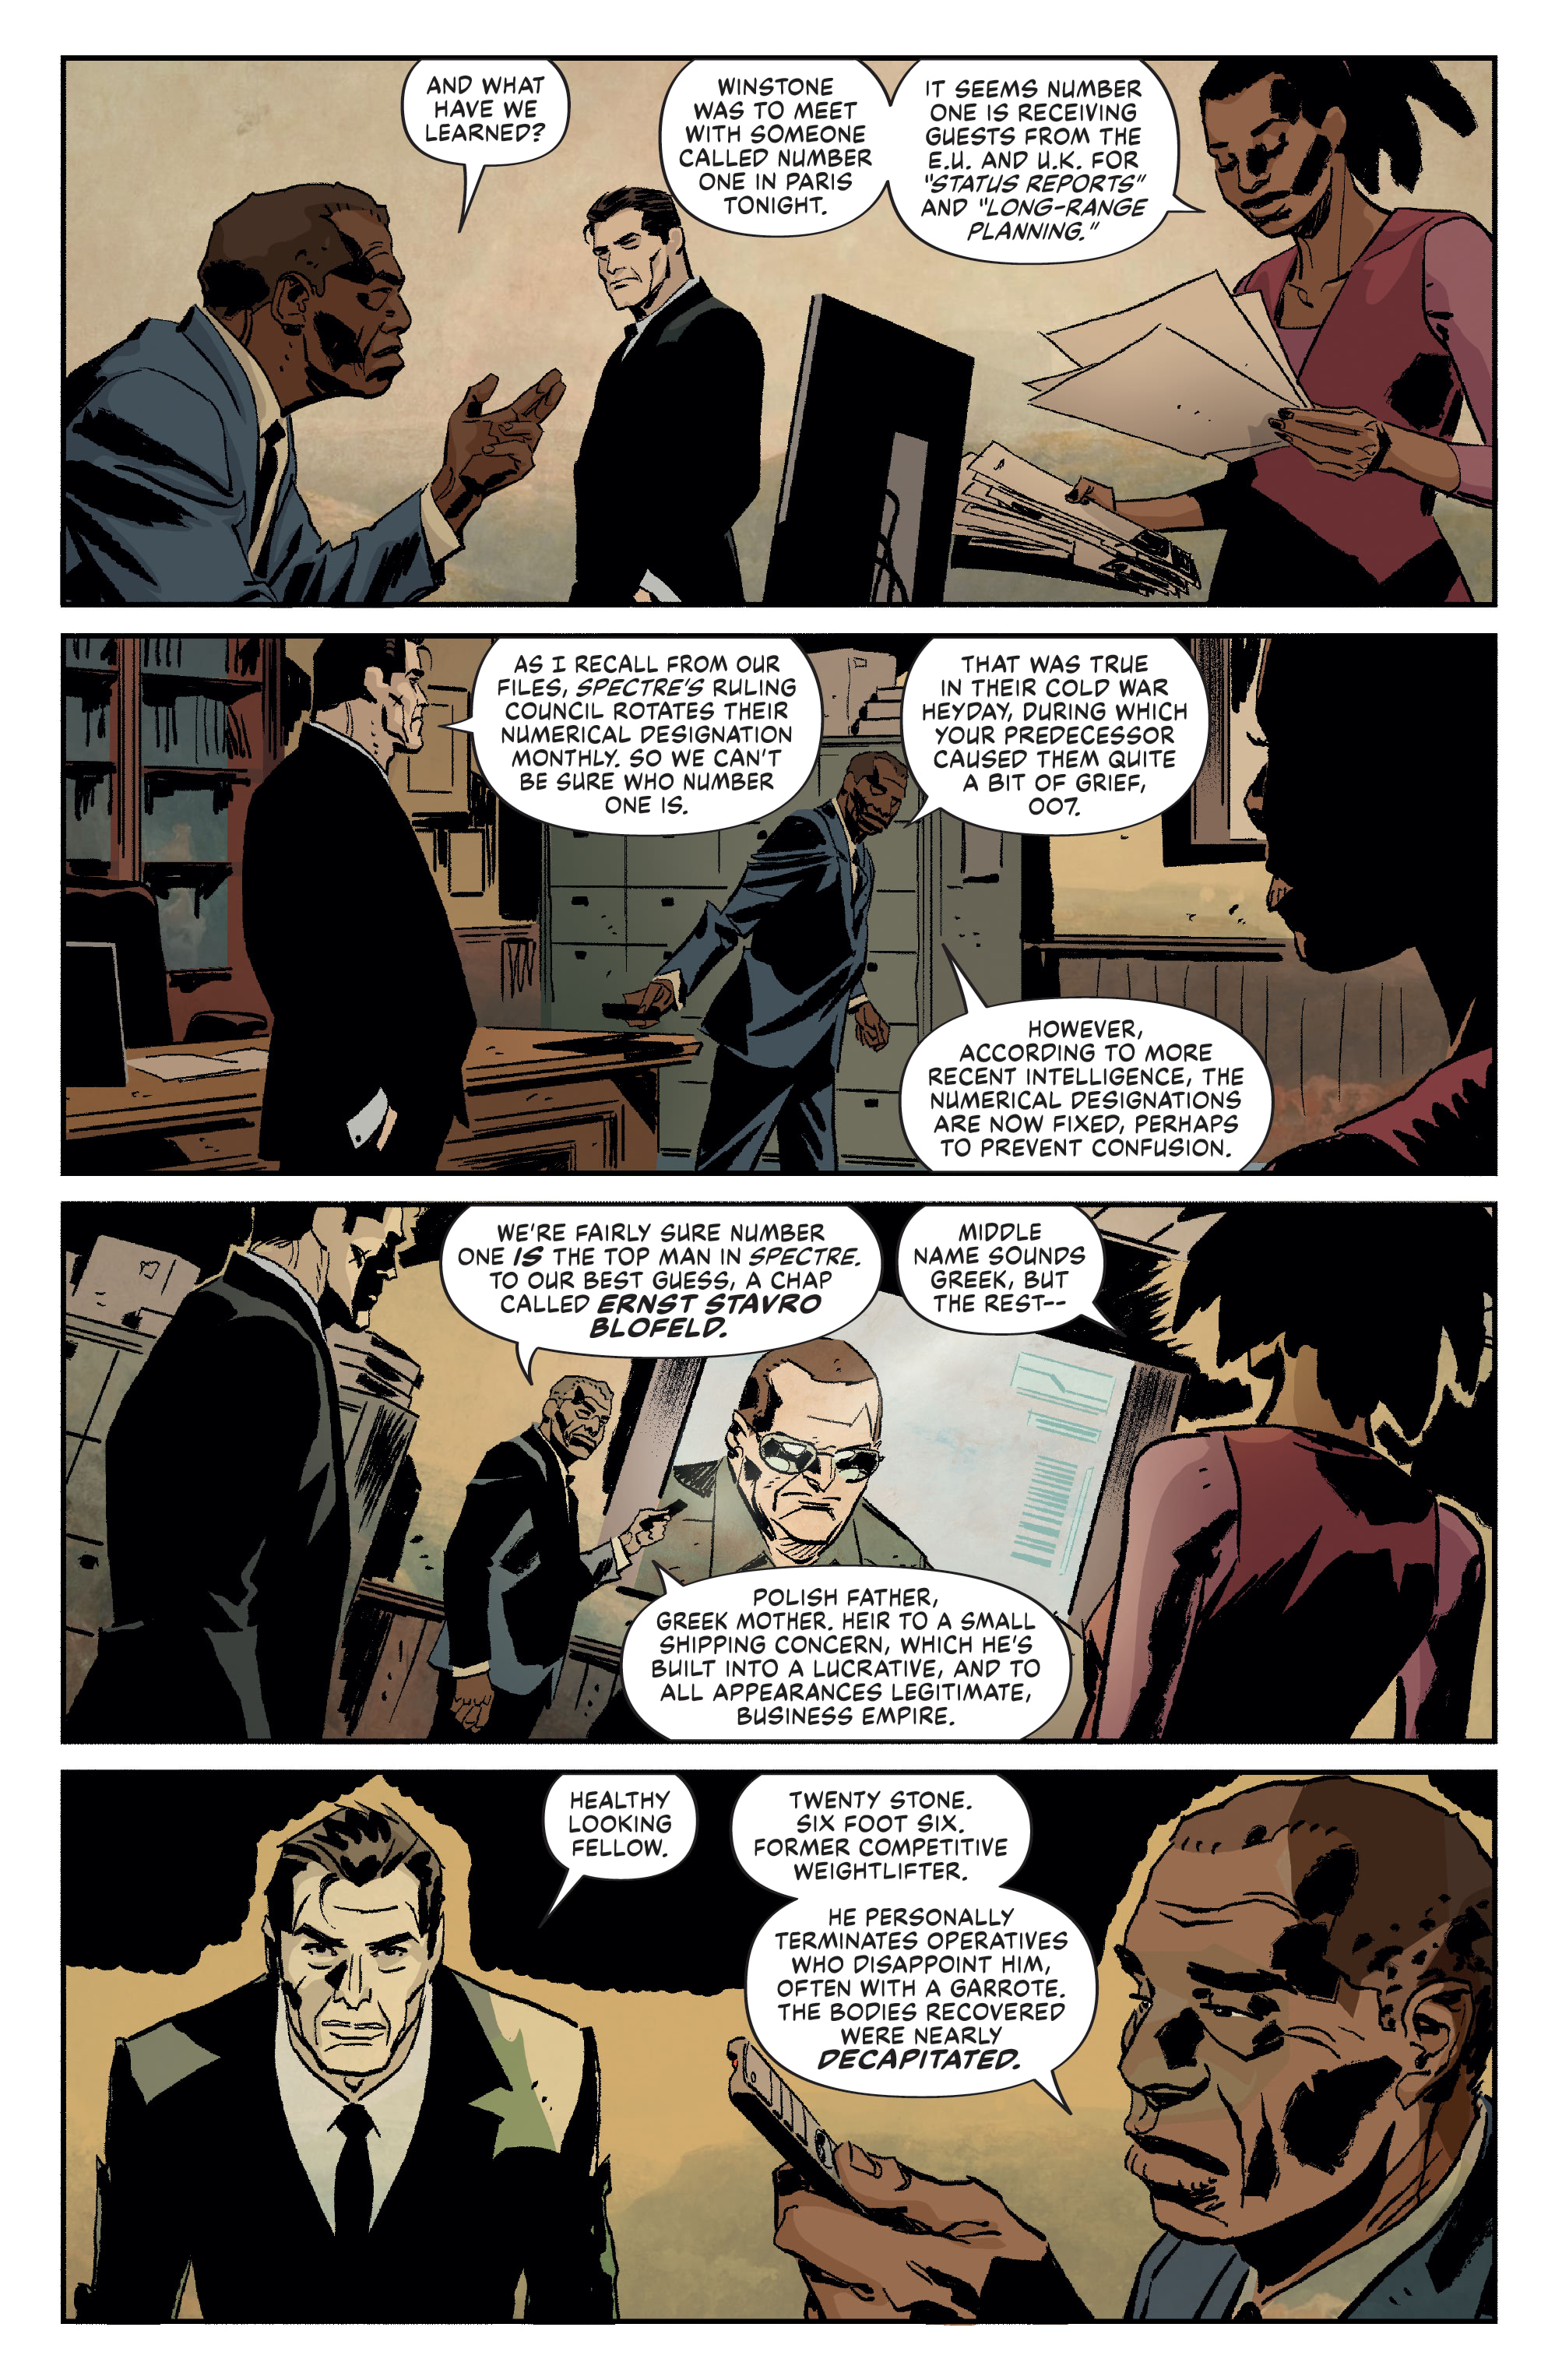 AND WHAT
HAVE WE
LEARNED?
WINSTONE
WAS TO MEET
WITH SOMEONE
CALLED NUMBER
ONE IN PARIS
TONIGHT.
IT SEEMS NUMBER
ONE IS RECEIVING
GUESTS FROM THE
E.U. AND U.K. FOR
"STATUS REPORTS"
AND "LONG-RANGE
PLANNING."
AS I RECALL FROM OUR
FILES, SPECTRE'S RULING
COUNCIL ROTATES THEIR
NUMERICAL DESIGNATION
MONTHLY. SO WE CAN'T
BE SURE WHO NUMBER
ONE IS.
THAT WAS TRUE
IN THEIR COLD WAR
HEYDAY, DURING WHICH
YOUR PREDECESSOR
CAUSED THEM QUITE
A BIT OF GRIEF,
007.
HOWEVER,
ACCORDING TO MORE
RECENT INTELLIGENCE, THE
NUMERICAL DESIGNATIONS
ARE NOW FIXED, PERHAPS
TO PREVENT CONFUSION.
WE'RE FAIRLY SURE NUMBER
ONE IS THE TOP MAN IN SPECTRE.
TO OUR BEST GUESS, A CHAP
CALLED ERNST STAVRO
BLOFELD.
MIDDLE
NAME SOUNDS
GREEK, BUT
THE REST--
POLISH FATHER,
GREEK MOTHER. HEIR TO A SMALL
SHIPPING CONCERN, WHICH HE'S
BUILT INTO A LUCRATIVE, AND TO
ALL APPEARANCES LEGITIMATE,
BUSINESS EMPIRE.
HEALTHY
LOOKING
FELLOW.
TWENTY STONE.
SIX FOOT SIX.
FORMER COMPETITIVE
WEIGHTLIFTER.
HE PERSONALLY
TERMINATES OPERATIVES
WHO DISAPPOINT HIM,
OFTEN WITH A GARROTE.
THE BODIES RECOVERED
WERE NEARLY
DECAPITATED.